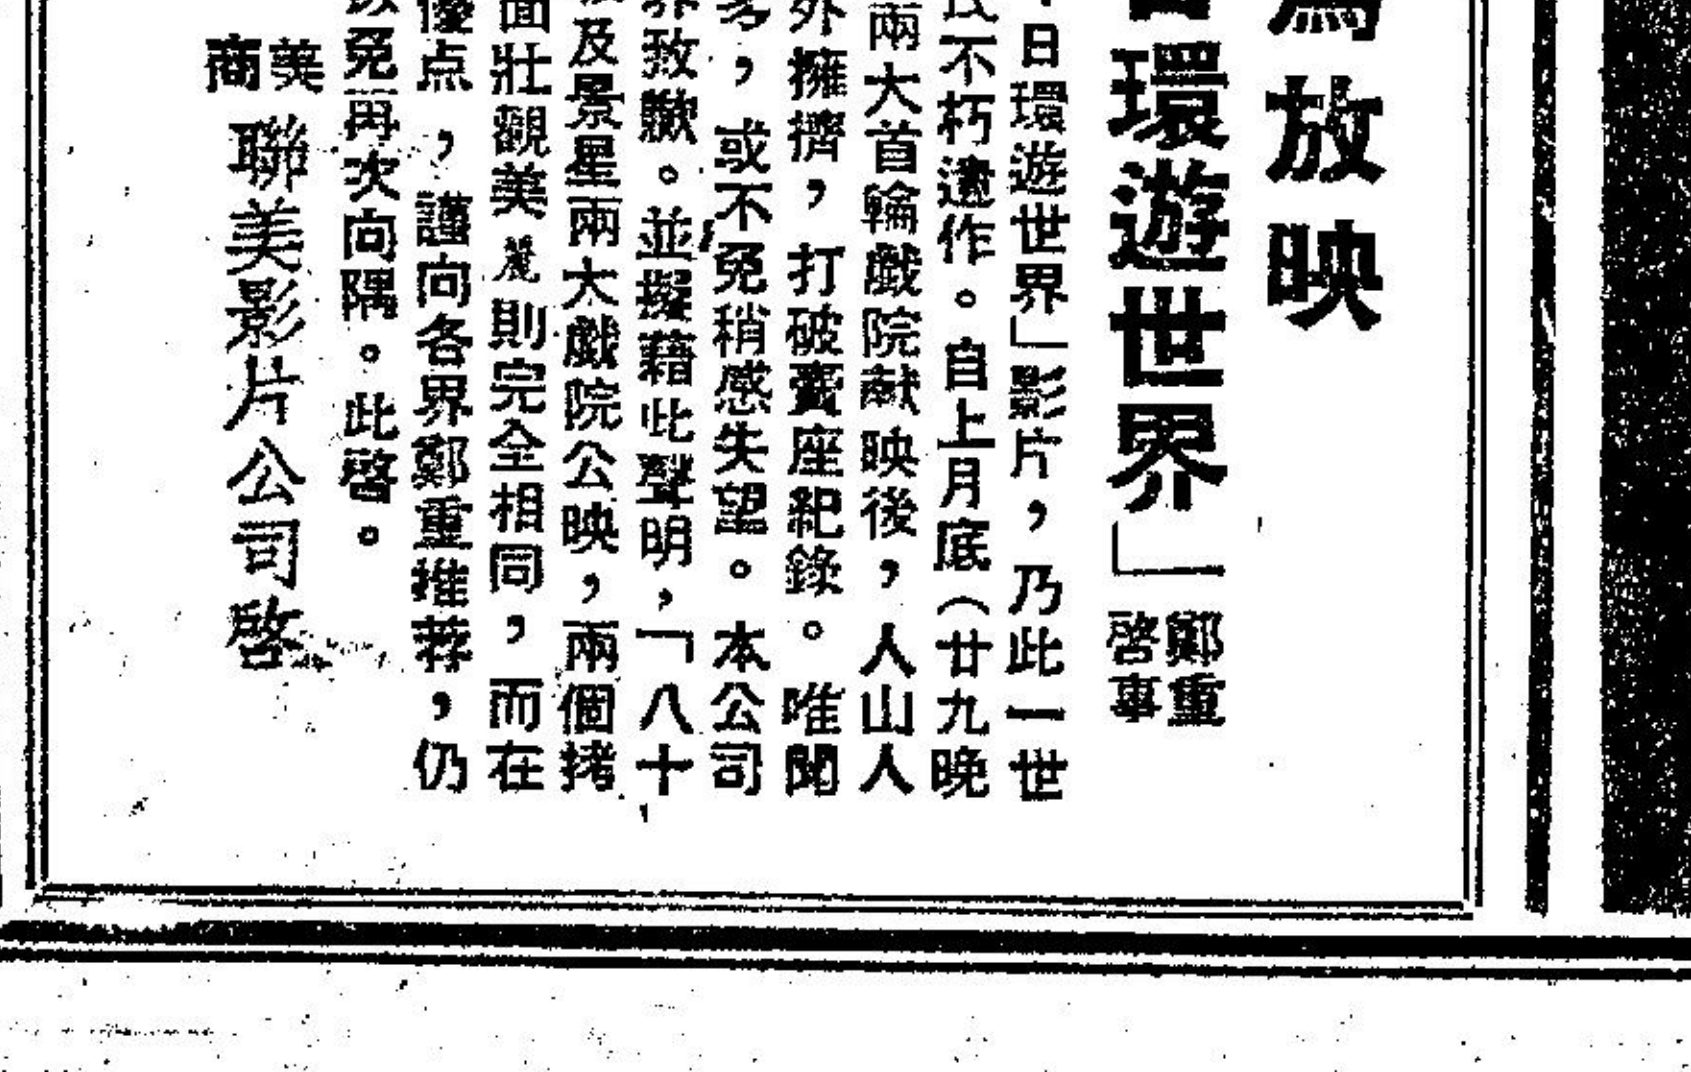 放映
環遊世界」鄭重啓事
日環遊世界」影片，乃此一世
不朽遺作。自上月底（廿九晚
兩大首輪戲院献映後，人山人
外擁擠，打破賣座紀錄。唯聞
，或不免稍感失望。本公司
界致歉。並擬藉此聲明，「八十
及景星兩大戲院公映，兩個拷
面壯觀美麗則完全相同，而在
優点，謹向各界鄭重推荐，仍
免再次向隅。此啓。
美商聯美影片公司啓